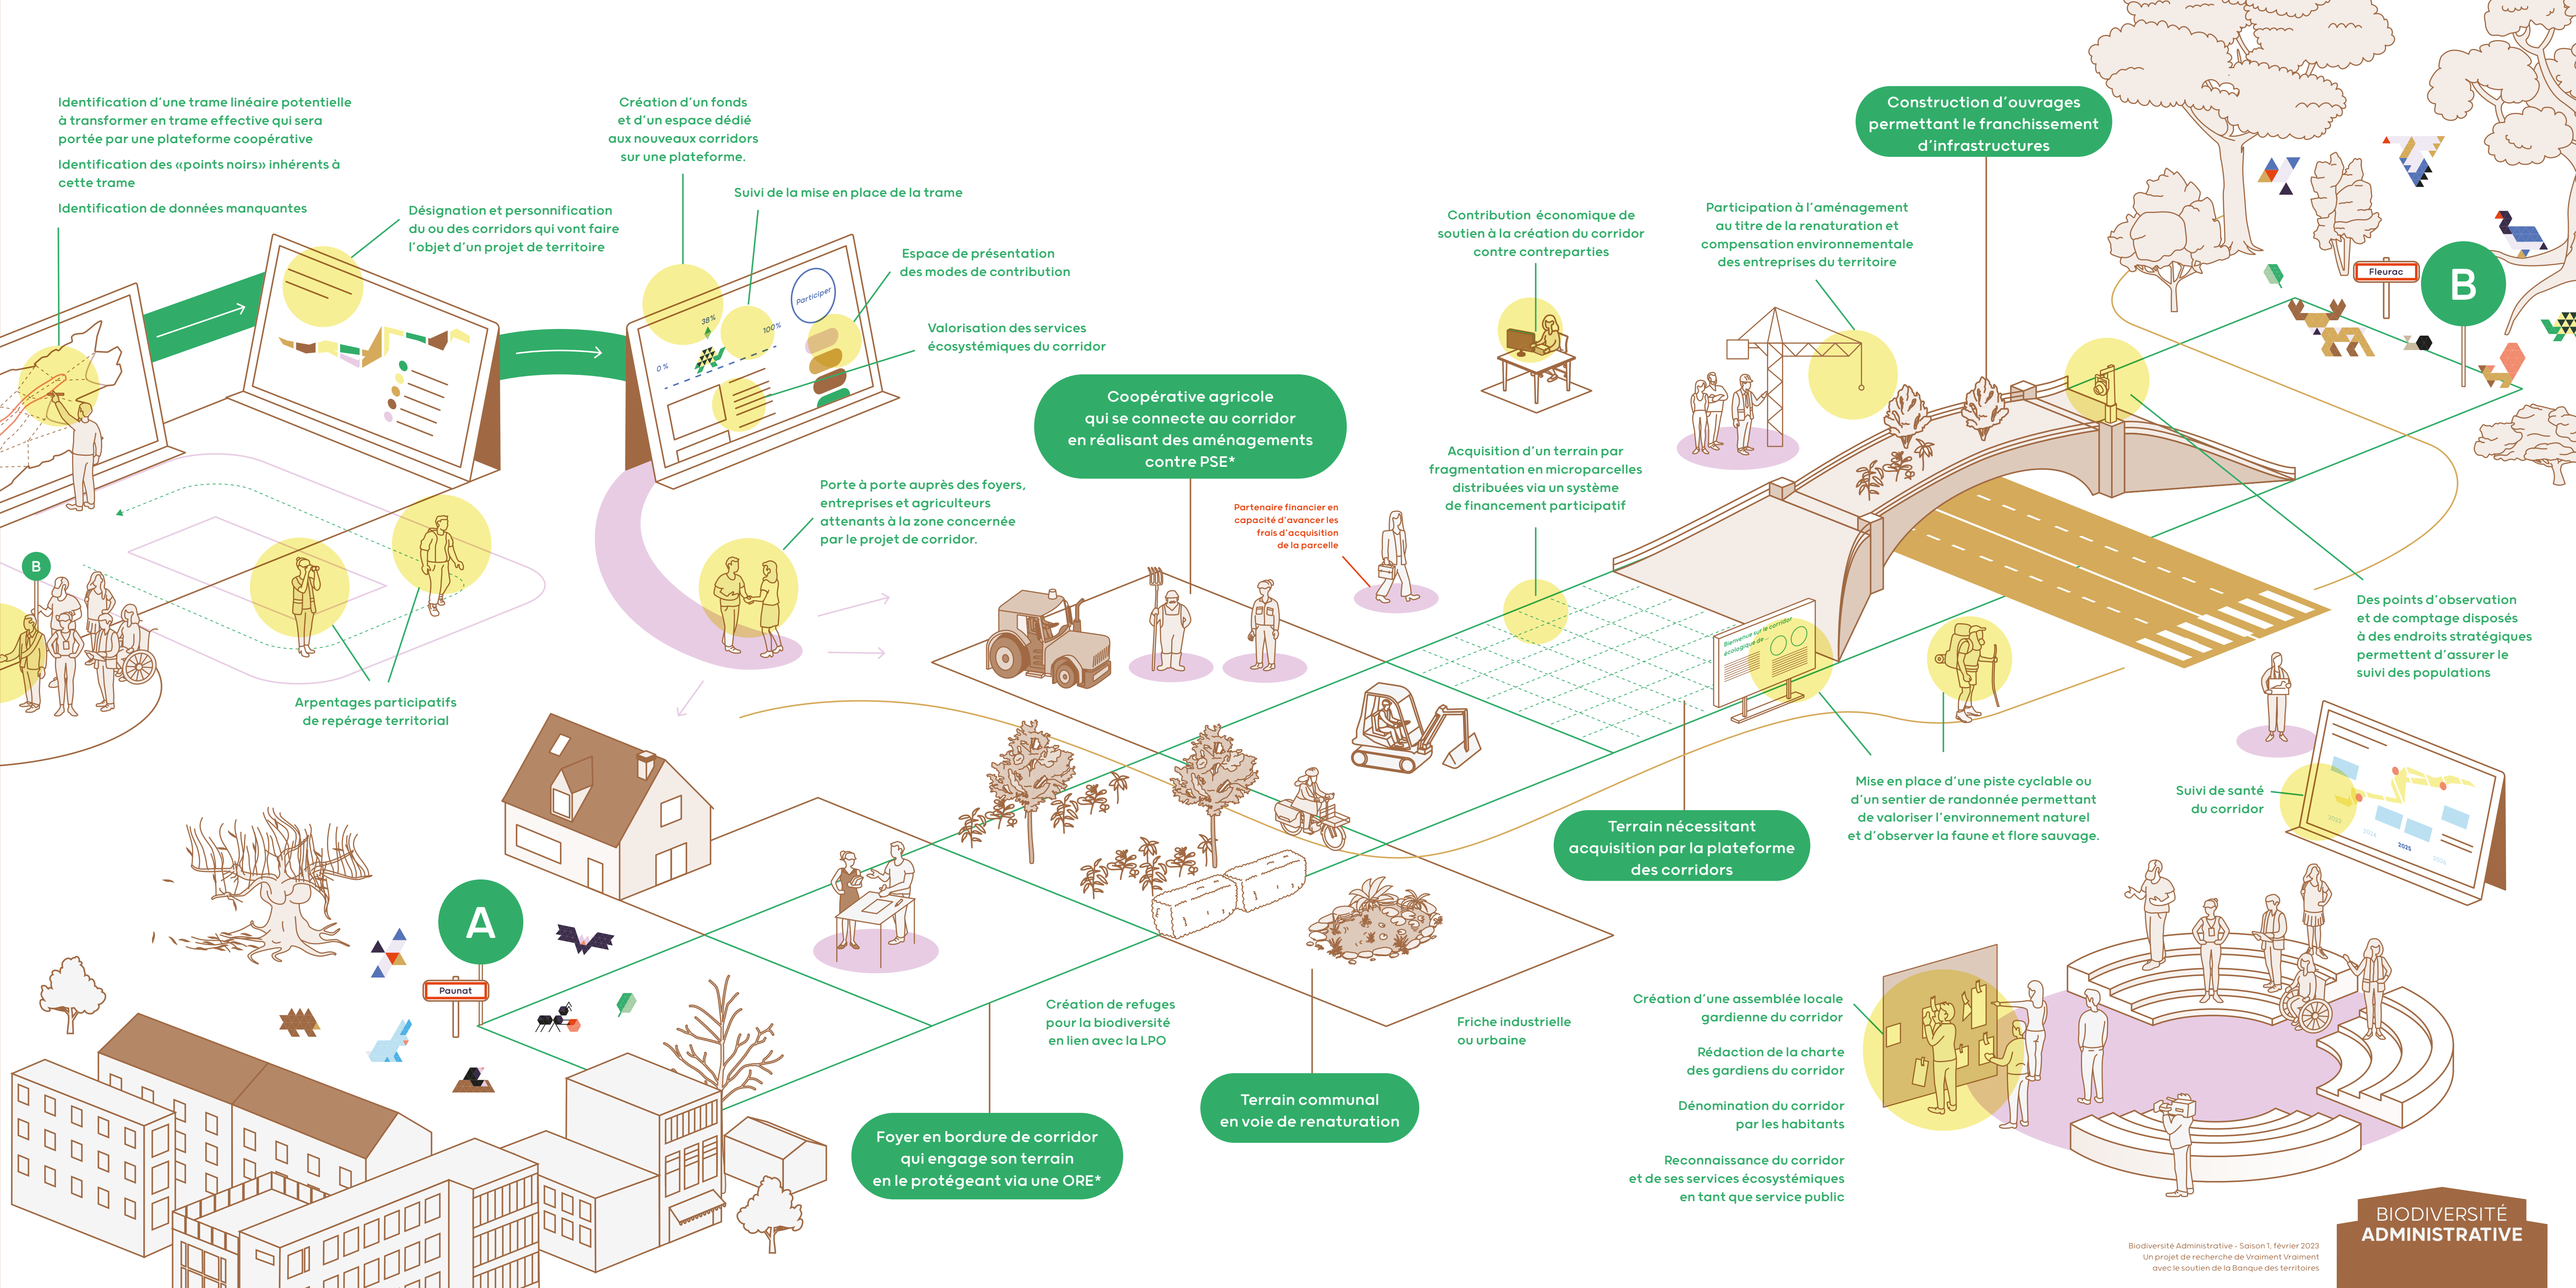 Identification d'une trame linéaire potentielle
à transformer en trame effective qui sera
portée par une plateforme coopérative
Identification des «points noirs» inhérents à
cette trame
Identification de données manquantes
Désignation et personnification
du ou des corridors qui vont faire
l'objet d'un projet de territoire
Création d'un fonds
et d'un espace dédié
aux nouveaux corridors
sur une plateforme.
Suivi de la mise en place de la trame
Espace de présentation
des modes de contribution
Valorisation des services
écosystémiques du corridor
Participer
0 %
38%
100%
Coopérative agricole
qui se connecte au corridor
en réalisant des aménagements
contre PSE*
Porte à porte auprès des foyers,
entreprises et agriculteurs
attenants à la zone concernée
par le projet de corridor.
Partenaire financier en
capacité d'avancer les
frais d'acquisition
de la parcelle
Contribution économique de
soutien à la création du corridor
contre contreparties
Acquisition d'un terrain par
fragmentation en microparcelles
distribuées via un système
de financement participatif
Participation à l'aménagement
au titre de la renaturation et
compensation environnementale
des entreprises du territoire
Construction d'ouvrages
permettant le franchissement
d'infrastructures
Fleurac
B
B
Arpentages participatifs
de repérage territorial
Bienvenue sur le corridor
écologique de
Des points d'observation
et de comptage disposés
à des endroits stratégiques
permettent d'assurer le
suivi des populations
Mise en place d'une piste cyclable ou
d'un sentier de randonnée permettant
de valoriser l'environnement naturel
et d'observer la faune et flore sauvage.
Suivi de santé
du corridor
2023
2024
2025
2026
Terrain nécessitant
acquisition par la plateforme
des corridors
A
Paunat
Création de refuges
pour la biodiversité
en lien avec la LPO
Friche industrielle
ou urbaine
Foyer en bordure de corridor
qui engage son terrain
en le protégeant via une ORE*
Terrain communal
en voie de renaturation
Création d'une assemblée locale
gardienne du corridor
Rédaction de la charte
des gardiens du corridor
Dénomination du corridor
par les habitants
Reconnaissance du corridor
et de ses services écosystémiques
en tant que service public
BIODIVERSITÉ
ADMINISTRATIVE
Biodiversité Administrative - Saison 1, février 2023
Un projet de recherche de Vraiment Vraiment
avec le soutien de la Banque des territoires